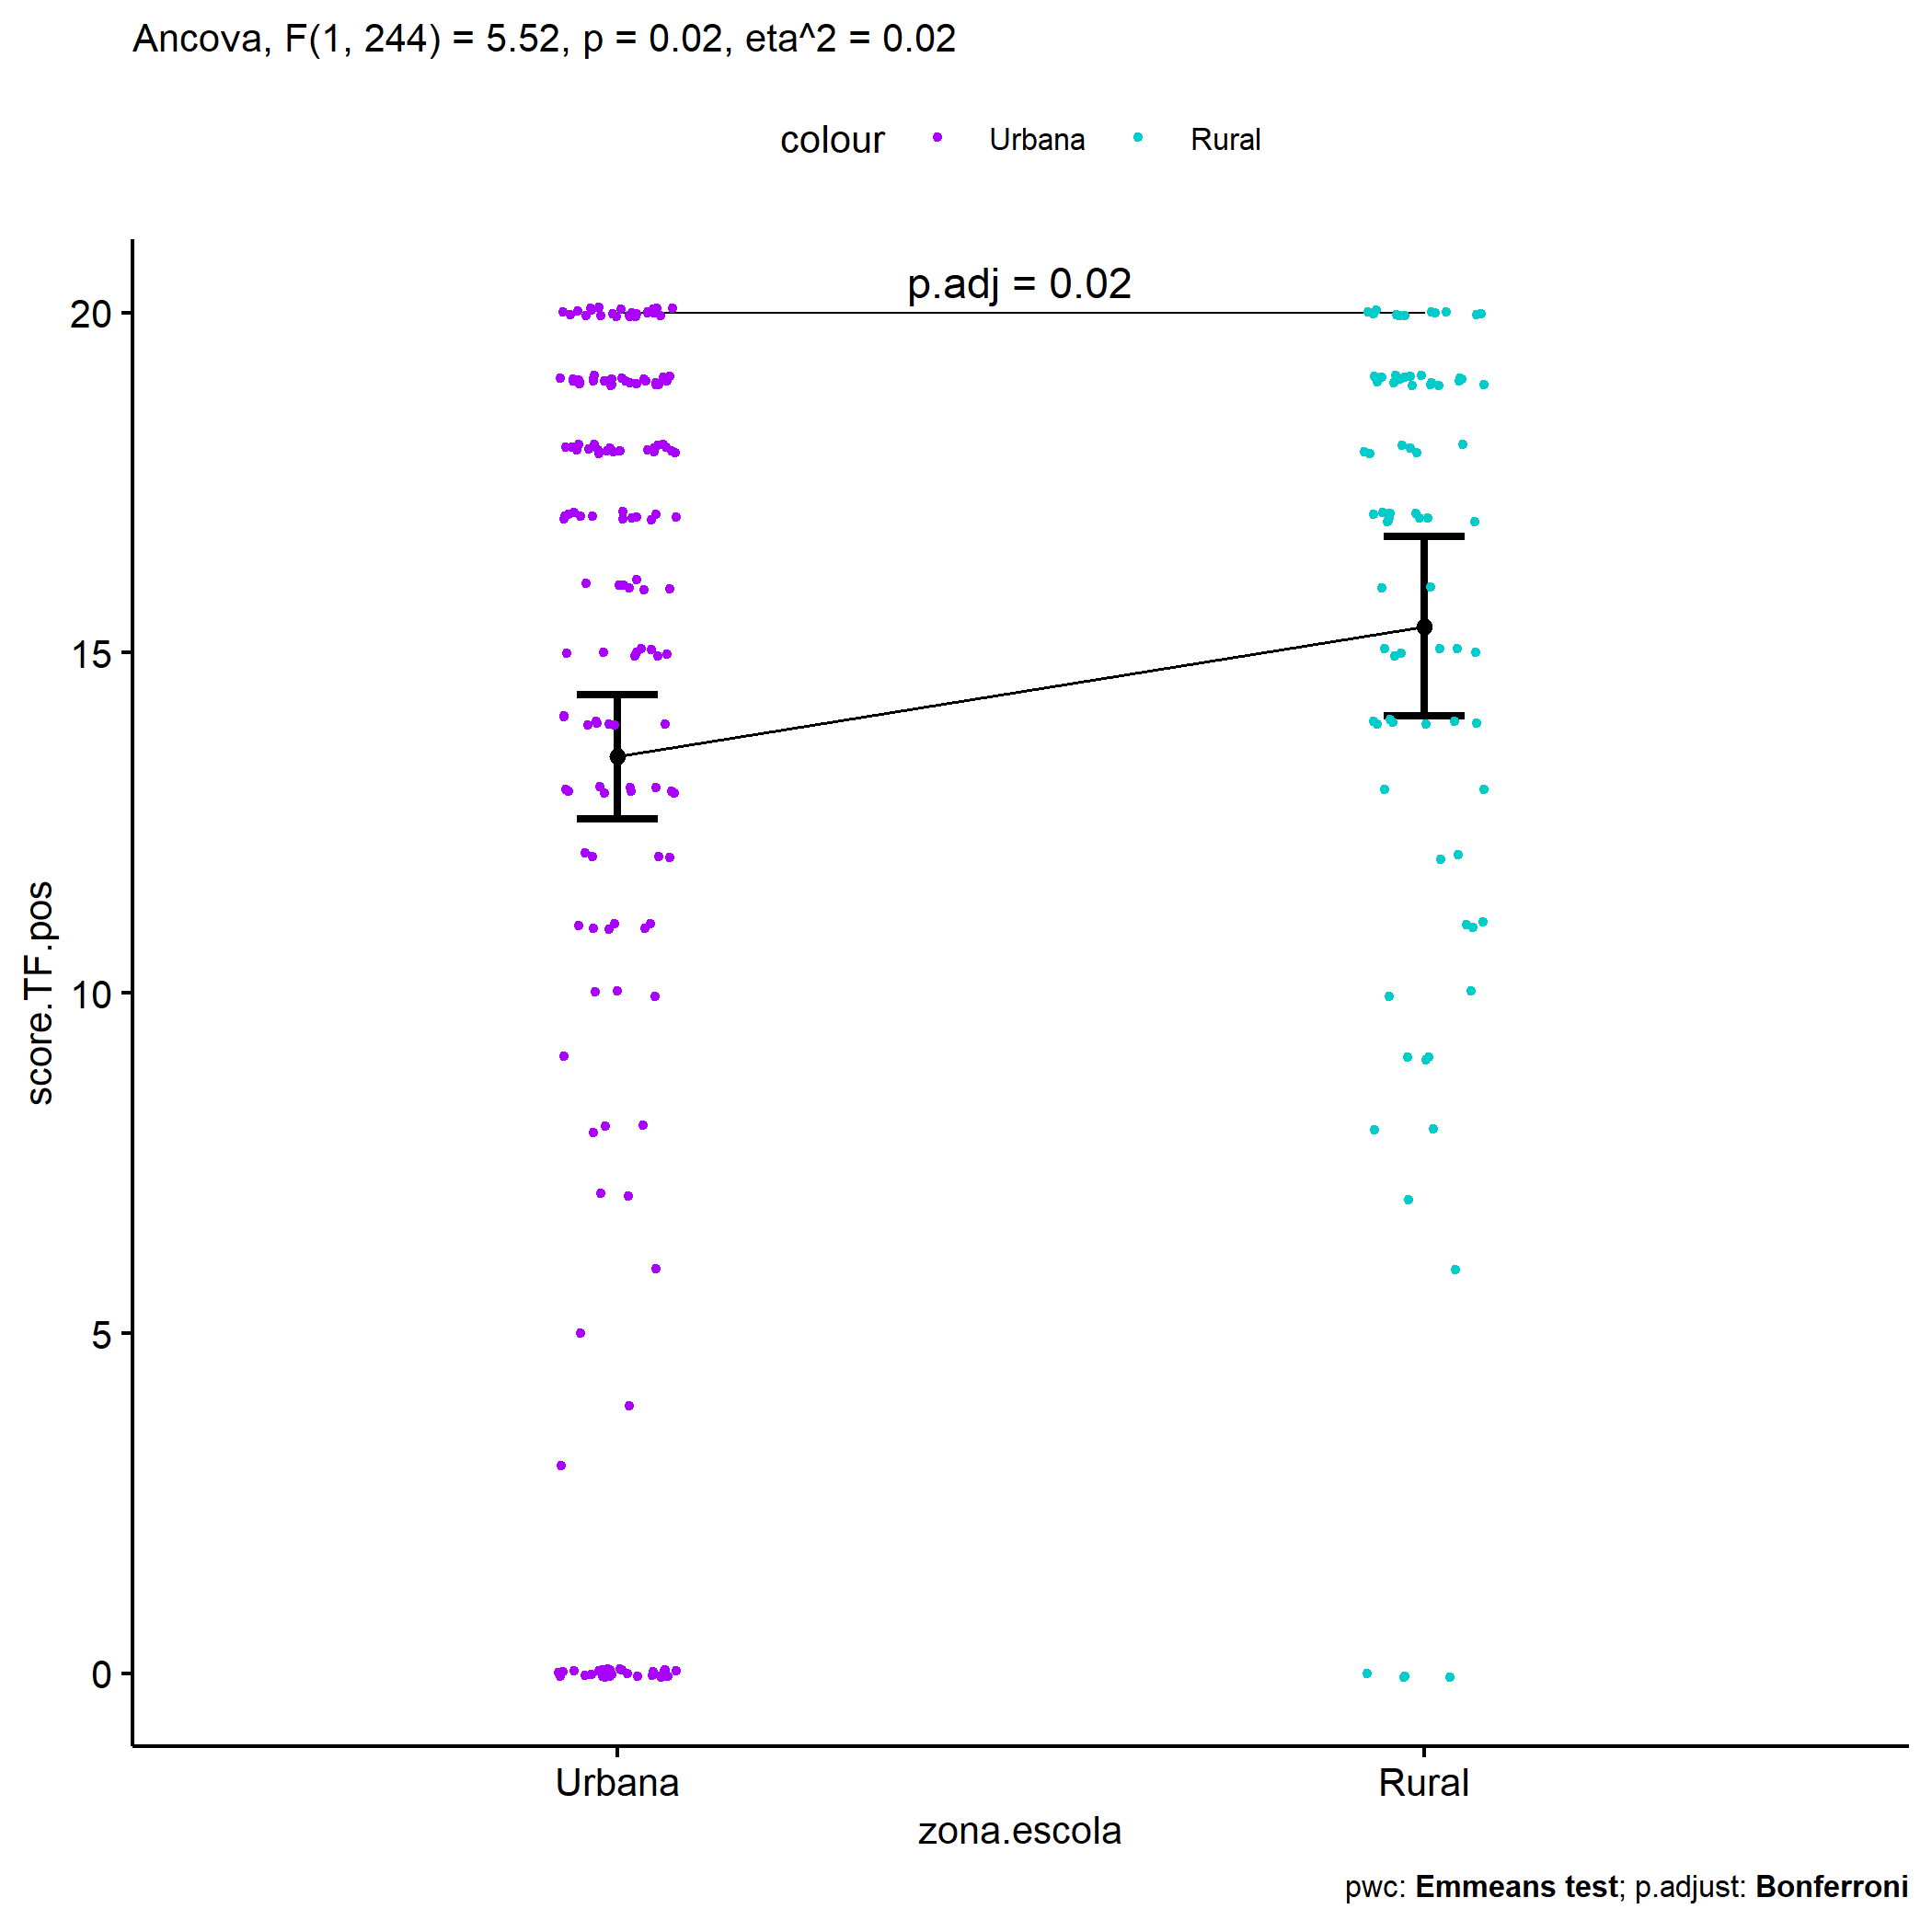 Ancova, F(1, 244) = 5.52, p = 0.02, eta^2 = 0.02
colour Urbana Rural
p.adj = 0.02
20
15
10
5
0
score.TF.pos
Urbana Rural
zona.escola
pwc: Emmeans test; p.adjust: Bonferroni